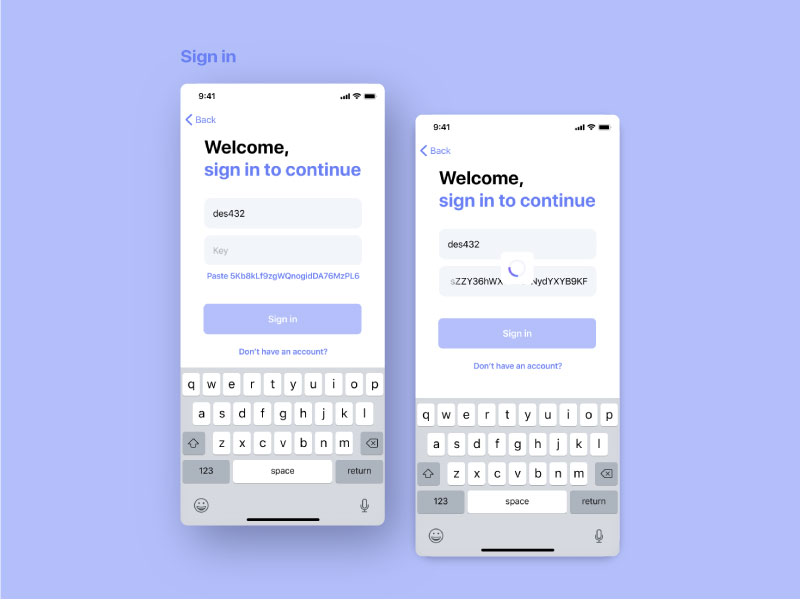 Sign in
9:41
Back
Welcome,
sign in to continue
des432
Key
Paste 5Kb8kLf9zgWQnogidDA76MzPL6
Sign in
Don't have an account?
q w e r t y u i o p
a s d f g h j k l
z x c v b n m
123 space return
9:41
Back
Welcome,
sign in to continue
des432
sZZY36hWX NydYXYB9KF
Sign in
Don't have an account?
q w e r t y u i o p
a s d f g h j k l
z x c v b n m
123 space return